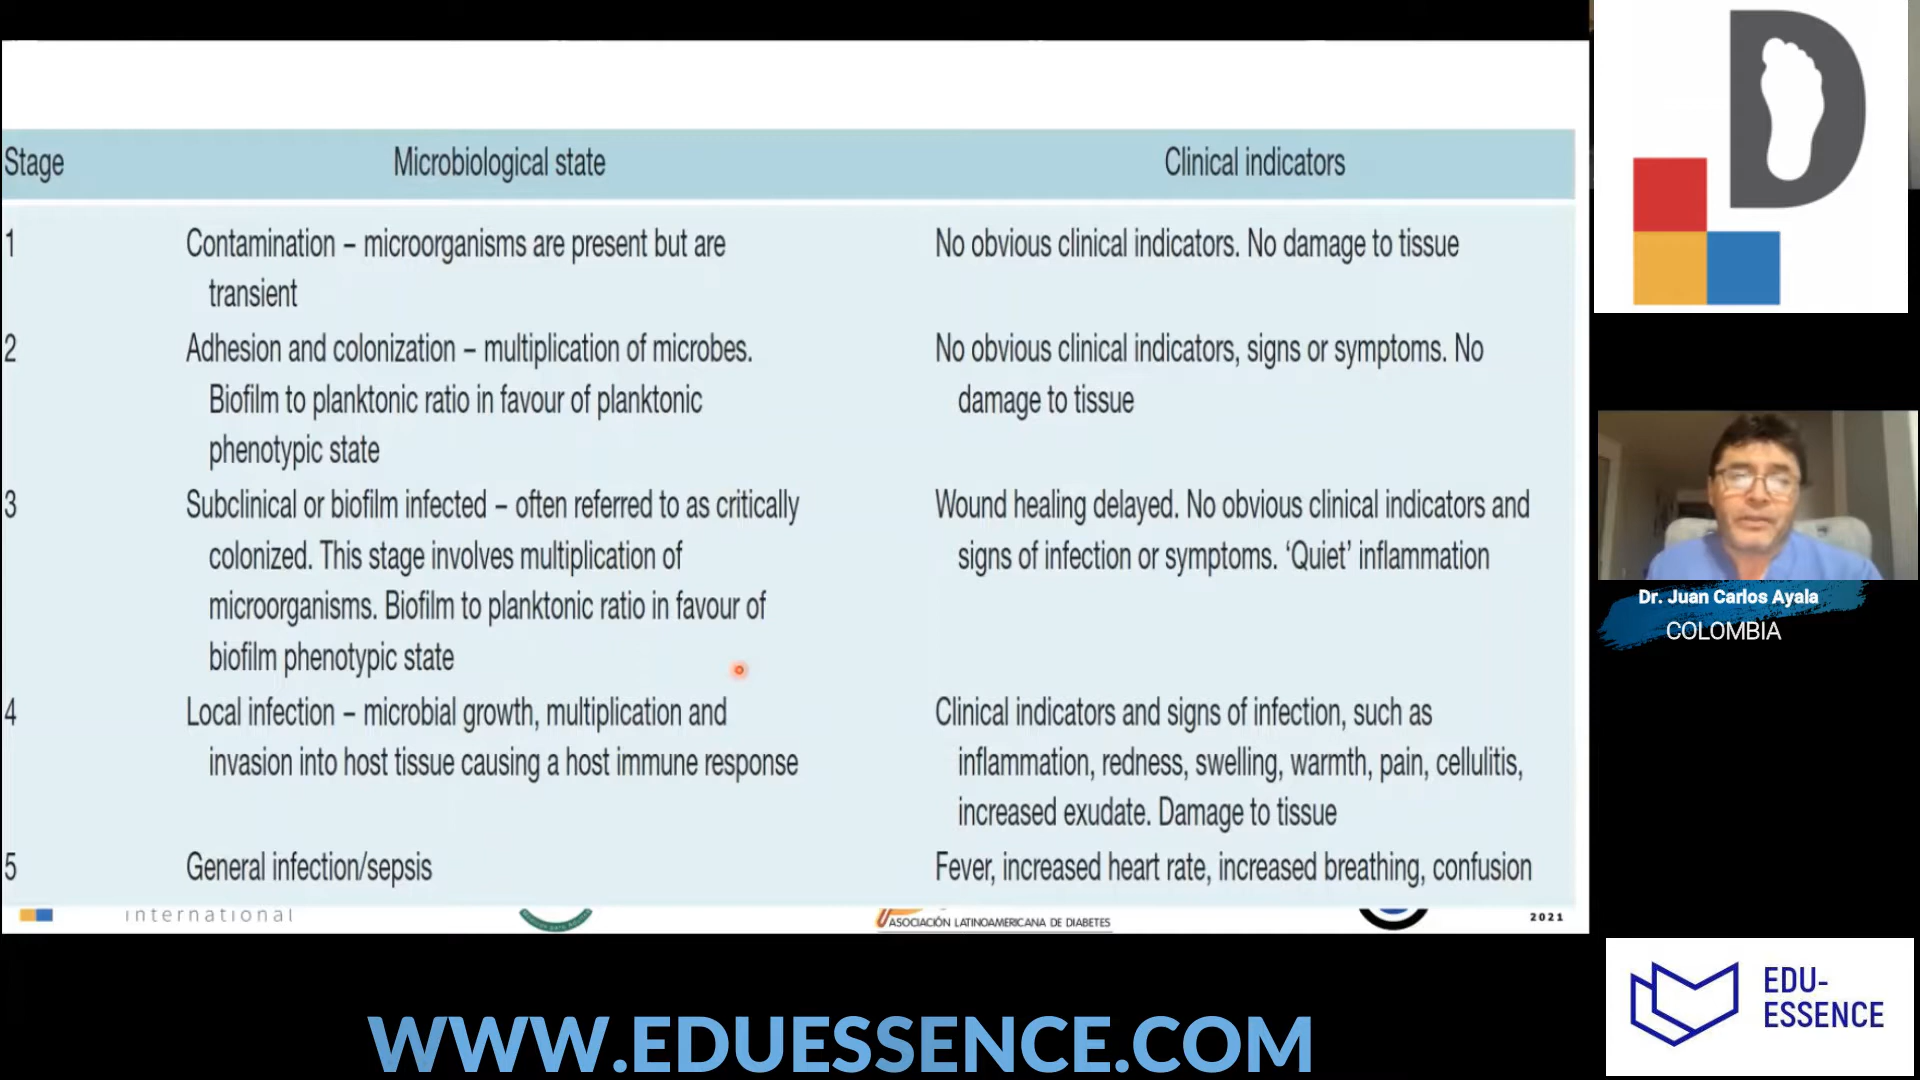 Stage Microbiological state Clinical indicators
1 Contamination – microorganisms are present but are
transient
No obvious clinical indicators. No damage to tissue
2 Adhesion and colonization – multiplication of microbes.
Biofilm to planktonic ratio in favour of planktonic
phenotypic state
No obvious clinical indicators, signs or symptoms. No
damage to tissue
3 Subclinical or biofilm infected – often referred to as critically
colonized. This stage involves multiplication of
microorganisms. Biofilm to planktonic ratio in favour of
biofilm phenotypic state
Wound healing delayed. No obvious clinical indicators and
signs of infection or symptoms. ‘Quiet’ inflammation
4 Local infection – microbial growth, multiplication and
invasion into host tissue causing a host immune response
Clinical indicators and signs of infection, such as
inflammation, redness, swelling, warmth, pain, cellulitis,
increased exudate. Damage to tissue
5 General infection/sepsis
Fever, increased heart rate, increased breathing, confusion
international
ASOCIACIÓN LATINOAMERICANA DE DIABETES
2021
D
Dr. Juan Carlos Ayala
COLOMBIA
EDU-
ESSENCE
WWW.EDUESSENCE.COM